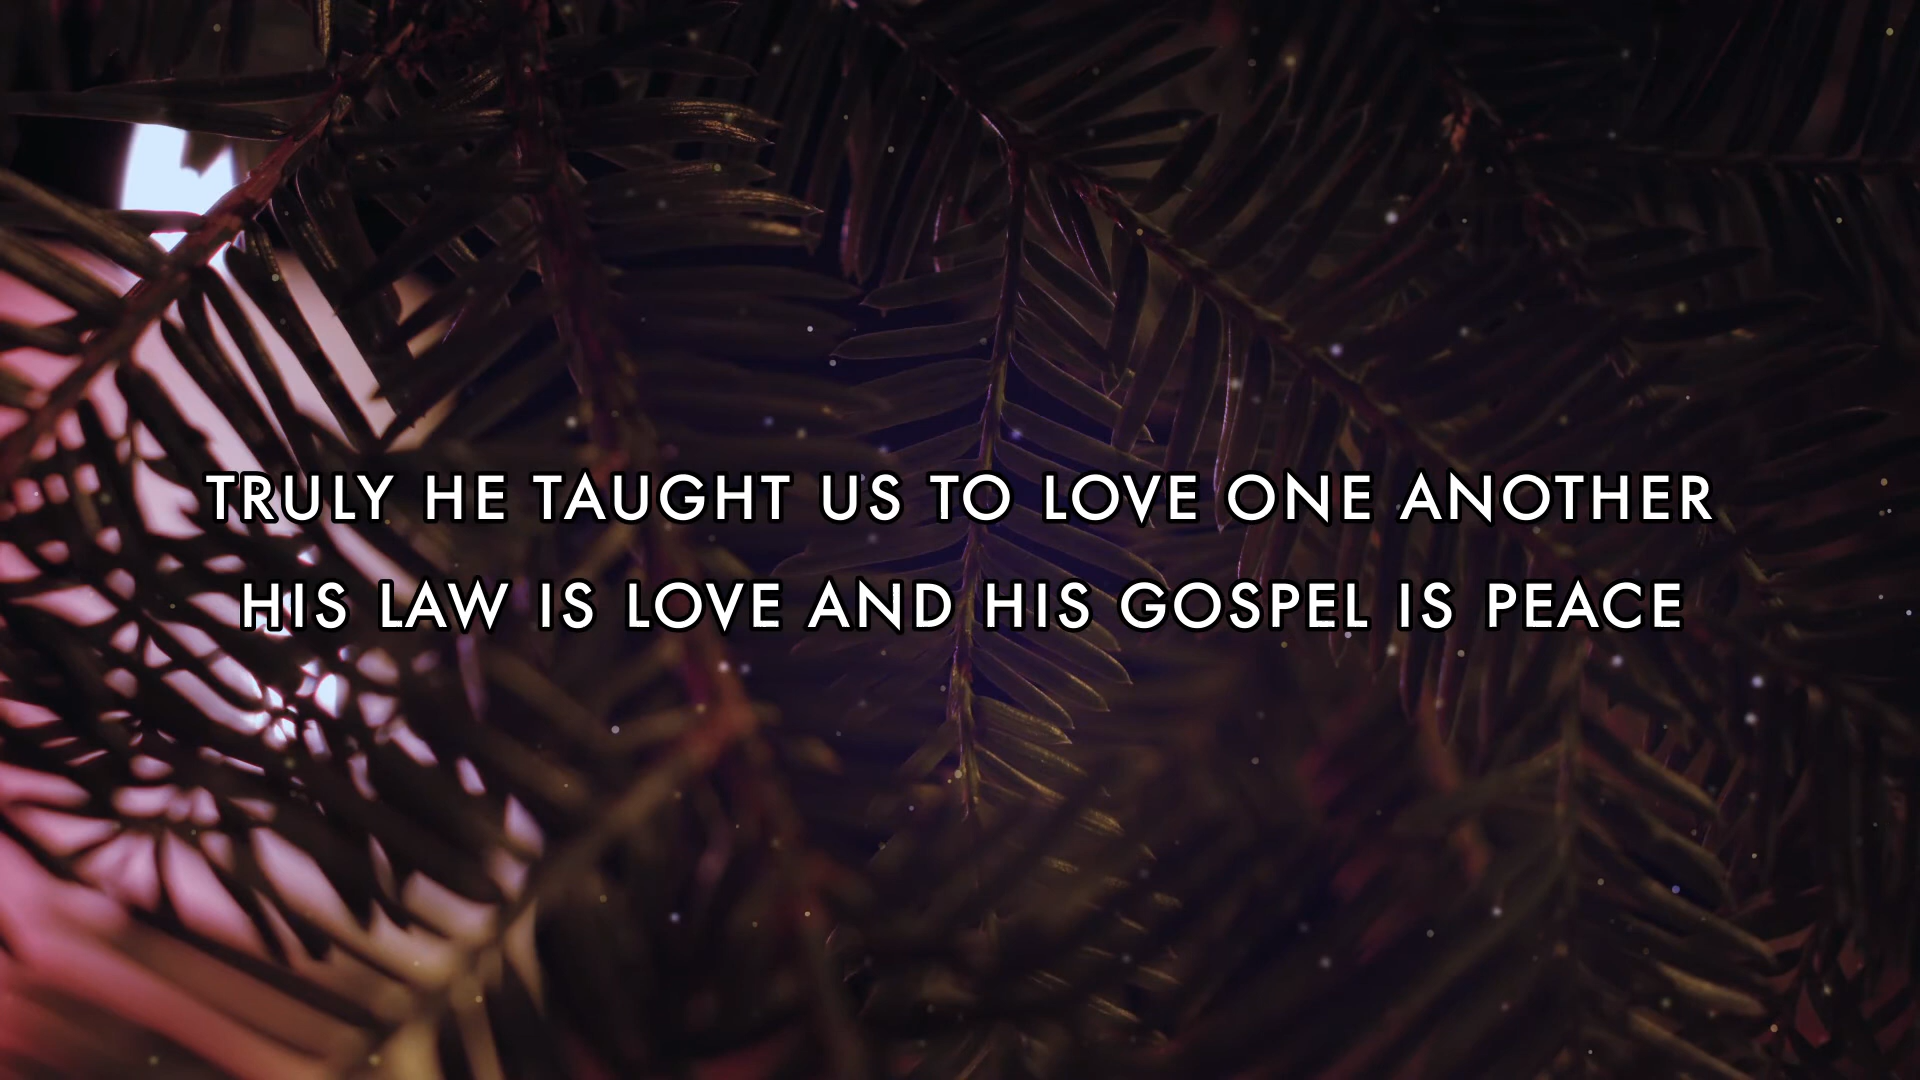 TRULY HE TAUGHT US TO LOVE ONE ANOTHER
HIS LAW IS LOVE AND HIS GOSPEL IS PEACE